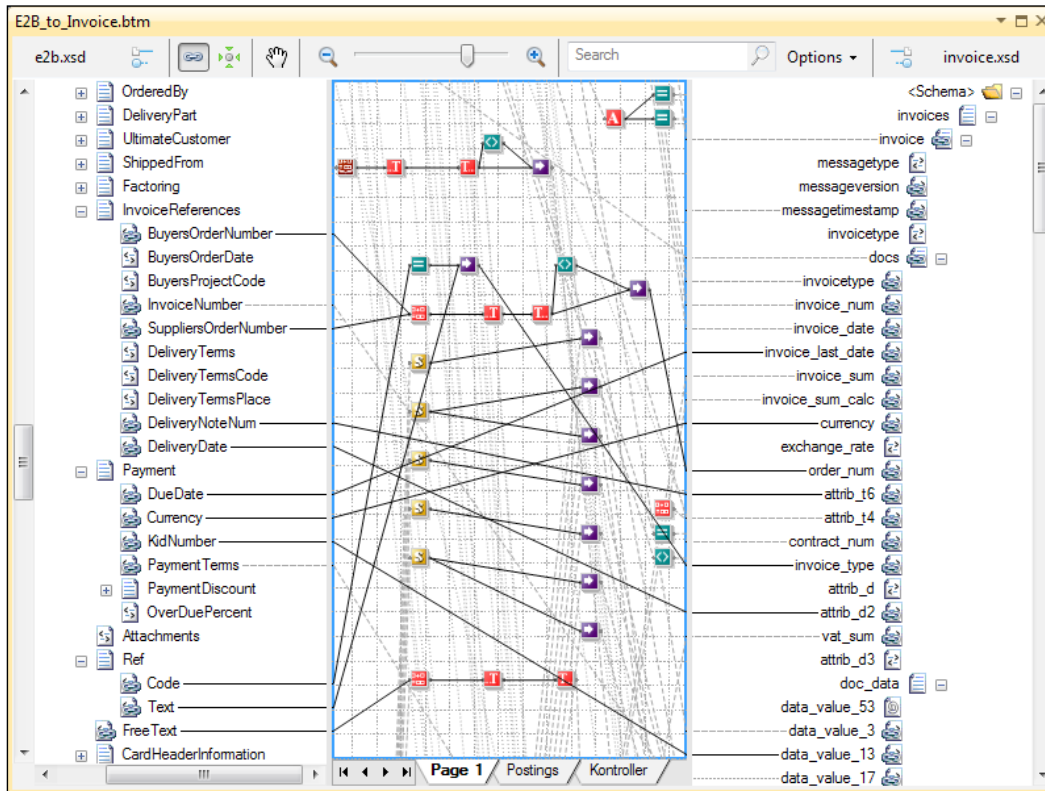 E2B_to_Invoice.btm
e2b.xsd
Search
Options
invoice.xsd
OrderedBy
DeliveryPart
UltimateCustomer
ShippedFrom
Factoring
InvoiceReferences
BuyersOrderNumber
BuyersOrderDate
BuyersProjectCode
InvoiceNumber
SuppliersOrderNumber
DeliveryTerms
DeliveryTermsCode
DeliveryTermsPlace
DeliveryNoteNum
DeliveryDate
Payment
DueDate
Currency
KidNumber
PaymentTerms
PaymentDiscount
OverDuePercent
Attachments
Ref
Code
Text
FreeText
CardHeaderInformation
A
T
T..
T
T..
S
S
S
S
S
T
T..
Page 1
Postings
Kontroller
<Schema>
invoices
invoice
messagetype
messageversion
messagetimestamp
invoicetype
docs
invoicetype
invoice_num
invoice_date
invoice_last_date
invoice_sum
invoice_sum_calc
currency
exchange_rate
order_num
attrib_t6
attrib_t4
contract_num
invoice_type
attrib_d
attrib_d2
vat_sum
attrib_d3
doc_data
data_value_53
data_value_3
data_value_13
data_value_17